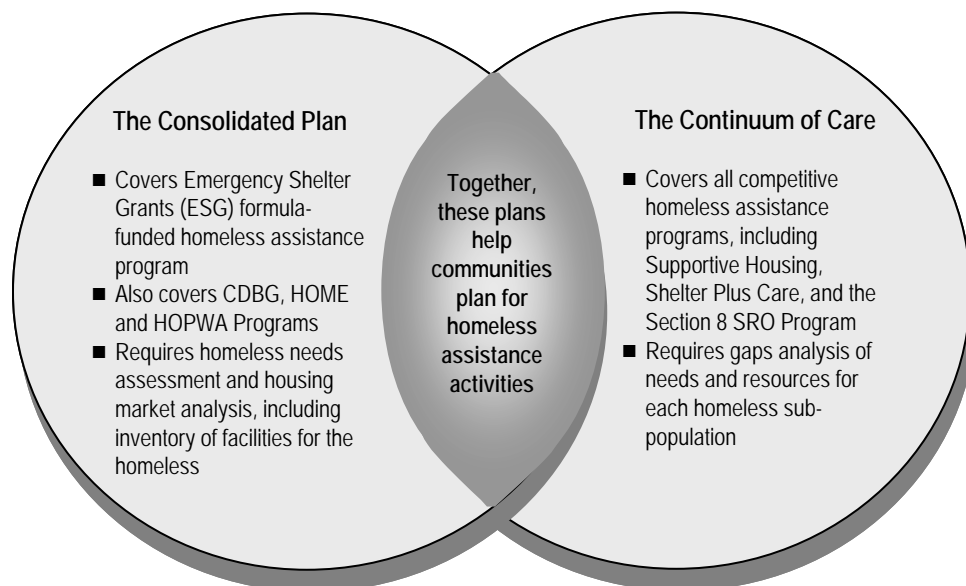 The Consolidated Plan
■ Covers Emergency Shelter
Grants (ESG) formula-
funded homeless assistance
program
■ Also covers CDBG, HOME
and HOPWA Programs
■ Requires homeless needs
assessment and housing
market analysis, including
inventory of facilities for the
homeless
Together,
these plans
help
communities
plan for
homeless
assistance
activities
The Continuum of Care
■ Covers all competitive
homeless assistance
programs, including
Supportive Housing,
Shelter Plus Care, and the
Section 8 SRO Program
■ Requires gaps analysis of
needs and resources for
each homeless sub-
population